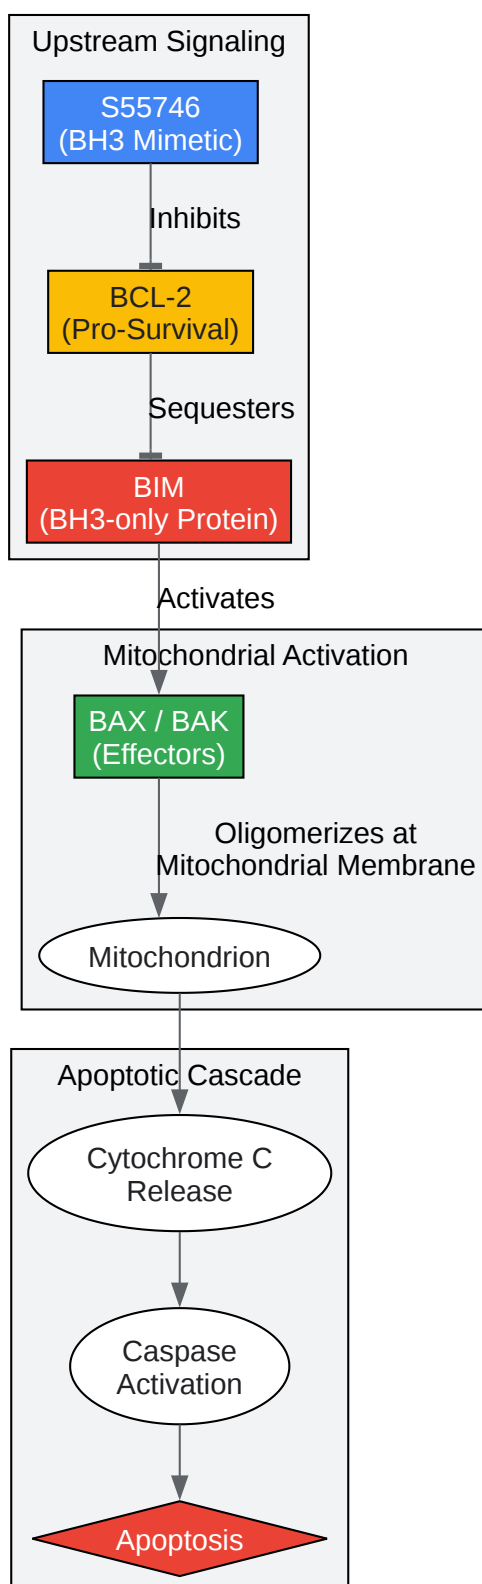 Upstream Signaling
S55746
(BH3 Mimetic)
Inhibits
BCL-2
(Pro-Survival)
Sequesters
BIM
(BH3-only Protein)
Activates
Mitochondrial Activation
BAX / BAK
(Effectors)
Oligomerizes at
Mitochondrial Membrane
Mitochondrion
Apoptotic Cascade
Cytochrome C
Release
Caspase
Activation
Apoptosis